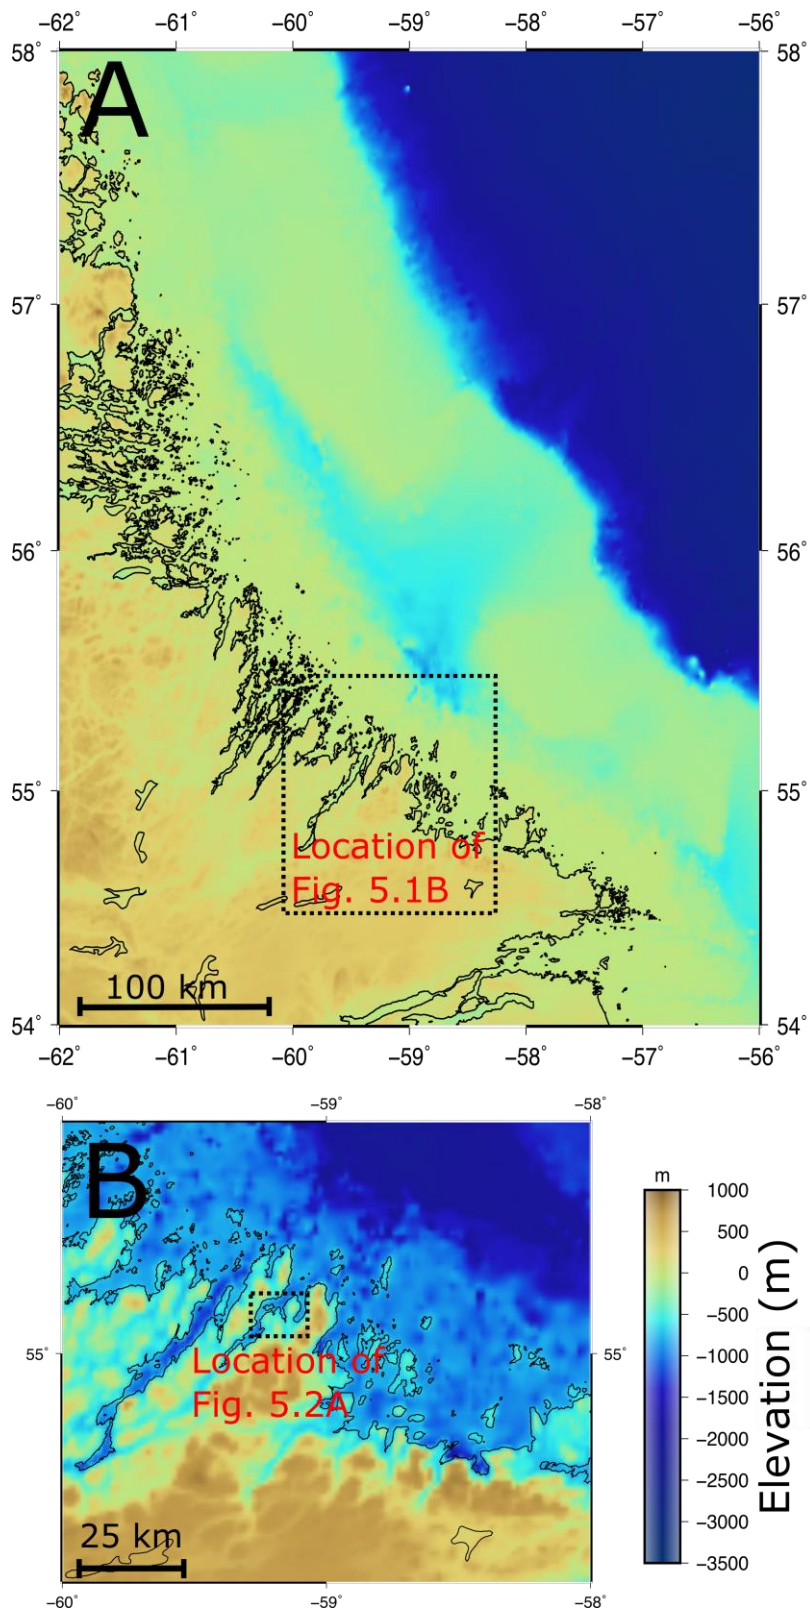 −62° −61° −60° −59° −58° −57° −56°
58° 58°
A
57° 57°
56° 56°
55° 55°
Location of
Fig. 5.1B
100 km
54° 54°
−62° −61° −60° −59° −58° −57° −56°
−60° −59° −58°
B
m
1000
500
0
−500
−1000
−1500
−2000
−2500
−3000
−3500
Elevation (m)
55° 55°
Location of
Fig. 5.2A
25 km
−60° −59° −58°